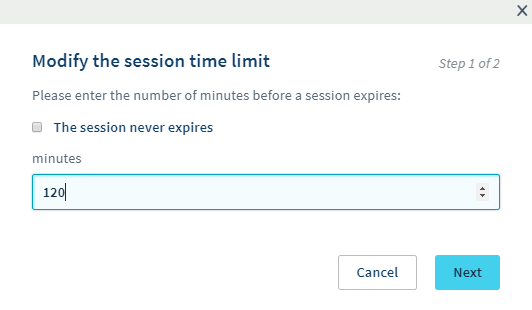 Modify the session time limit
Step 1 of 2
Please enter the number of minutes before a session expires:
The session never expires
minutes
120
Cancel
Next